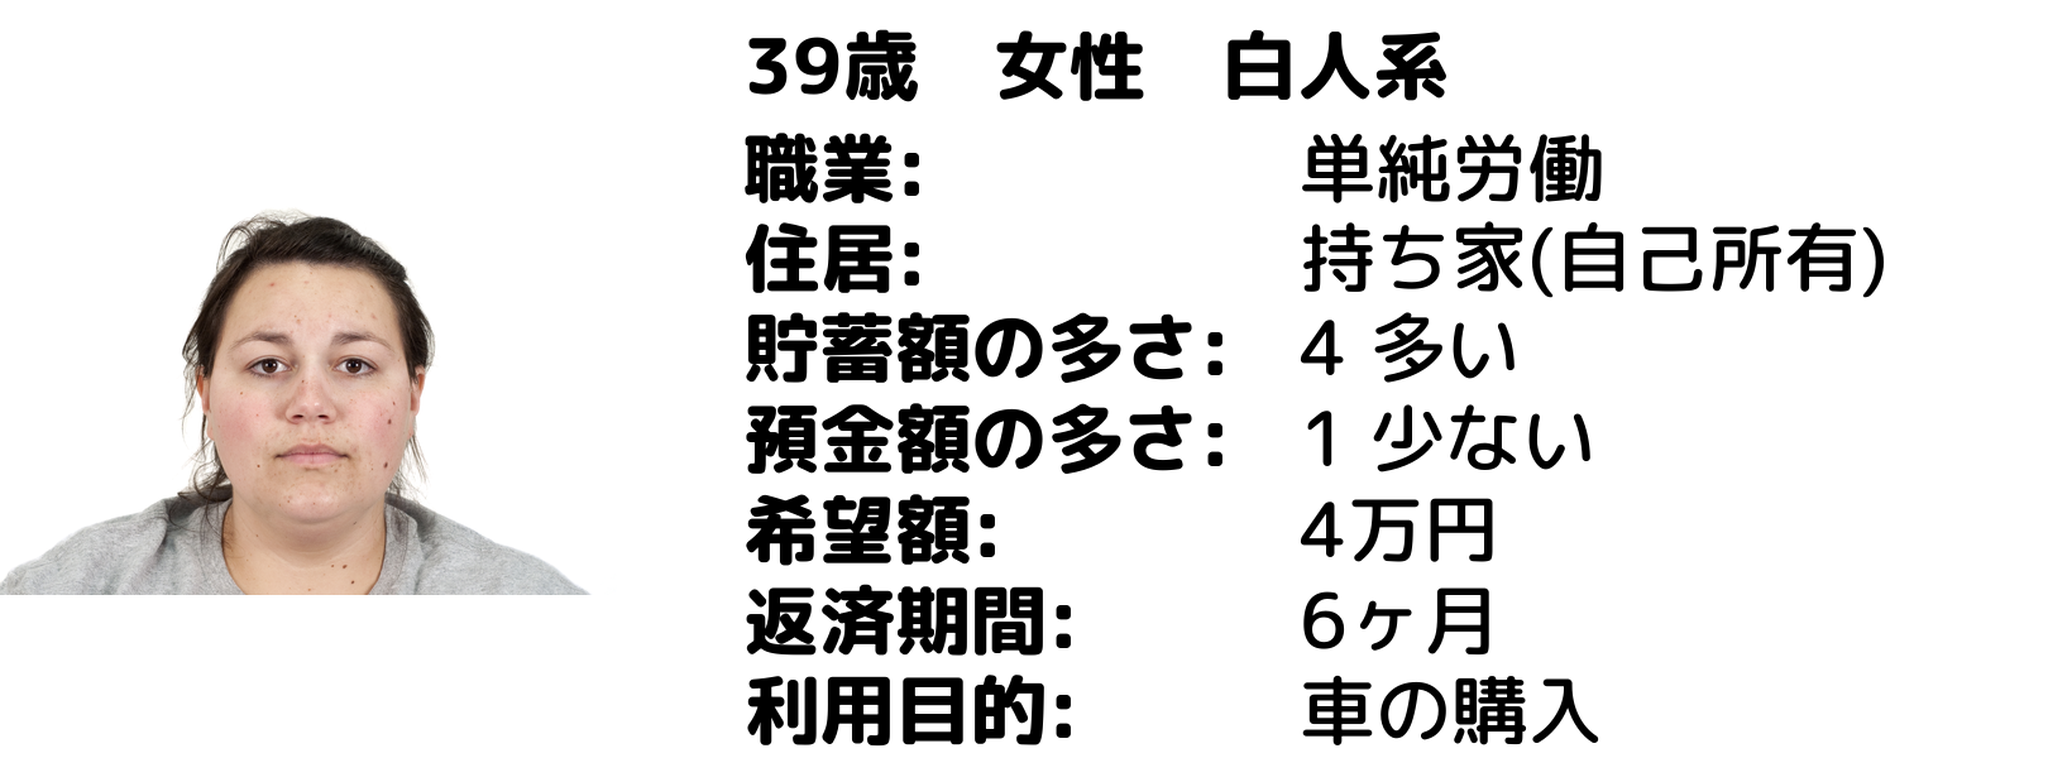 39歳　女性　白人系
職業: 単純労働
住居: 持ち家(自己所有)
貯蓄額の多さ: 4 多い
預金額の多さ: 1 少ない
希望額: 4万円
返済期間: 6ヶ月
利用目的: 車の購入